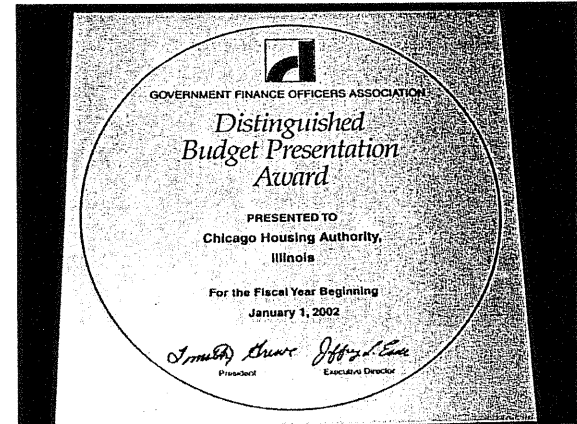 GOVERNMENT FINANCE OFFICERS ASSOCIATION
Distinguished
Budget Presentation
Award
PRESENTED TO
Chicago Housing Authority,
Illinois
For the Fiscal Year Beginning
January 1, 2002
President
Executive Director